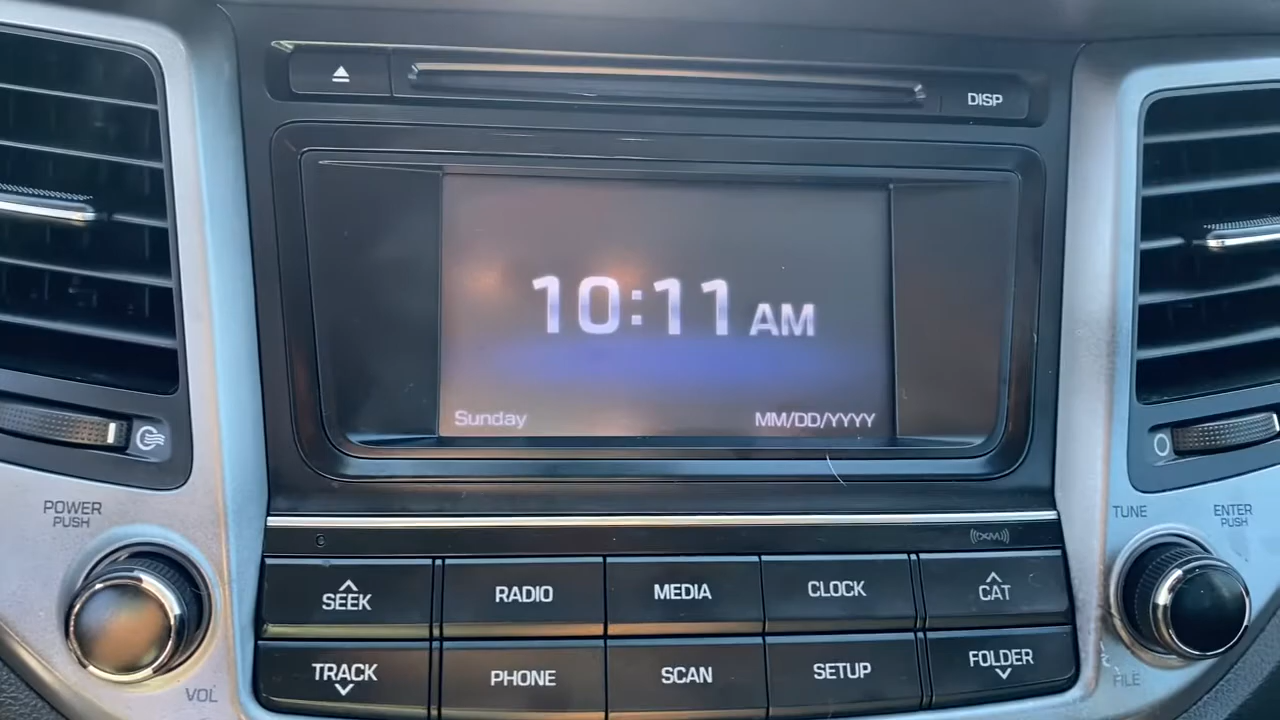 DISP
10:11 AM
Sunday MM/DD/YYYY
POWER
PUSH
VOL
TUNE
ENTER
PUSH
FILE
((XM))
SEEK RADIO MEDIA CLOCK CAT
TRACK PHONE SCAN SETUP FOLDER